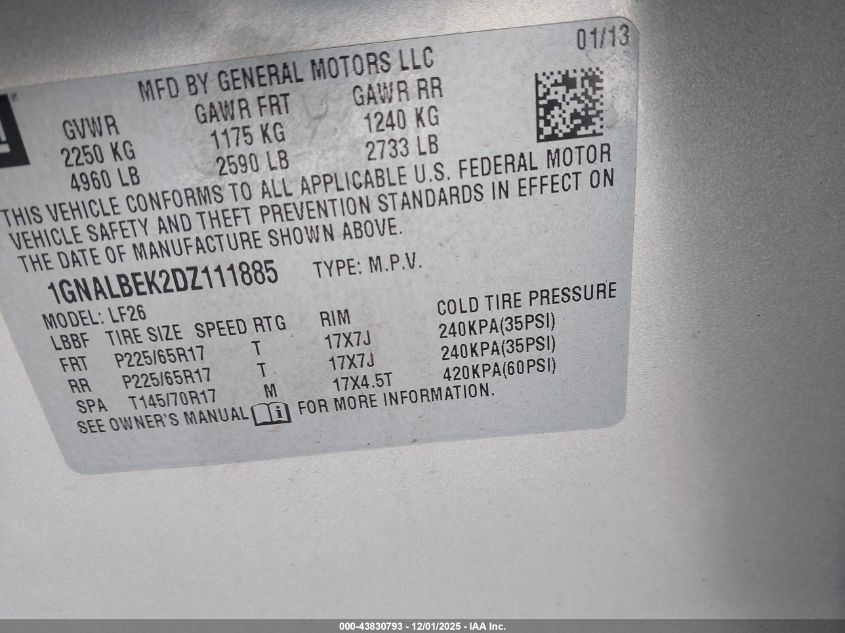 01/13
MFD BY GENERAL MOTORS LLC
GVWR GAWR FRT GAWR RR
2250 KG 1175 KG 1240 KG
4960 LB 2590 LB 2733 LB
THIS VEHICLE CONFORMS TO ALL APPLICABLE U.S. FEDERAL MOTOR
VEHICLE SAFETY AND THEFT PREVENTION STANDARDS IN EFFECT ON
THE DATE OF MANUFACTURE SHOWN ABOVE.
1GNALBEK2DZ111885 TYPE: M.P.V.
MODEL: LF26
LBBF TIRE SIZE SPEED RTG RIM COLD TIRE PRESSURE
FRT P225/65R17 T 17X7J 240KPA(35PSI)
RR P225/65R17 T 17X7J 240KPA(35PSI)
SPA T145/70R17 M 17X4.5T 420KPA(60PSI)
SEE OWNER'S MANUAL FOR MORE INFORMATION.
000-43830793 - 12/01/2025 - IAA Inc.